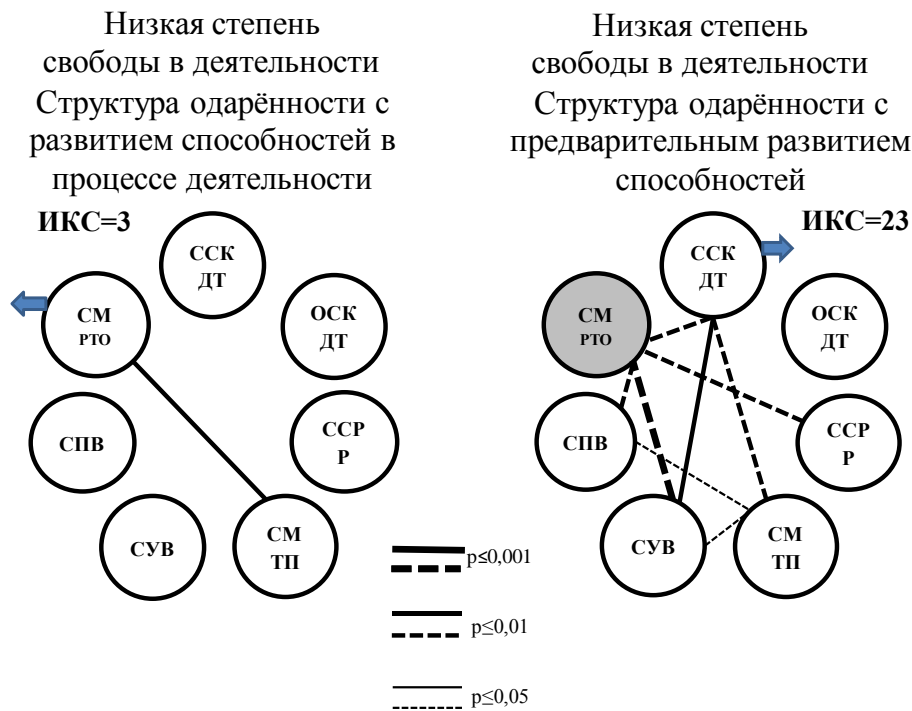 Низкая степень
свободы в деятельности
Структура одарённости с
развитием способностей в
процессе деятельности
ИКС=3
ССК
ДТ
СМ
РТО
ОСК
ДТ
СПВ
ССР
Р
СУВ
СМ
ТП
Низкая степень
свободы в деятельности
Структура одарённости с
предварительным развитием
способностей
ИКС=23
ССК
ДТ
СМ
РТО
ОСК
ДТ
СПВ
ССР
Р
СУВ
СМ
ТП
p≤0,001
p≤0,01
p≤0,05